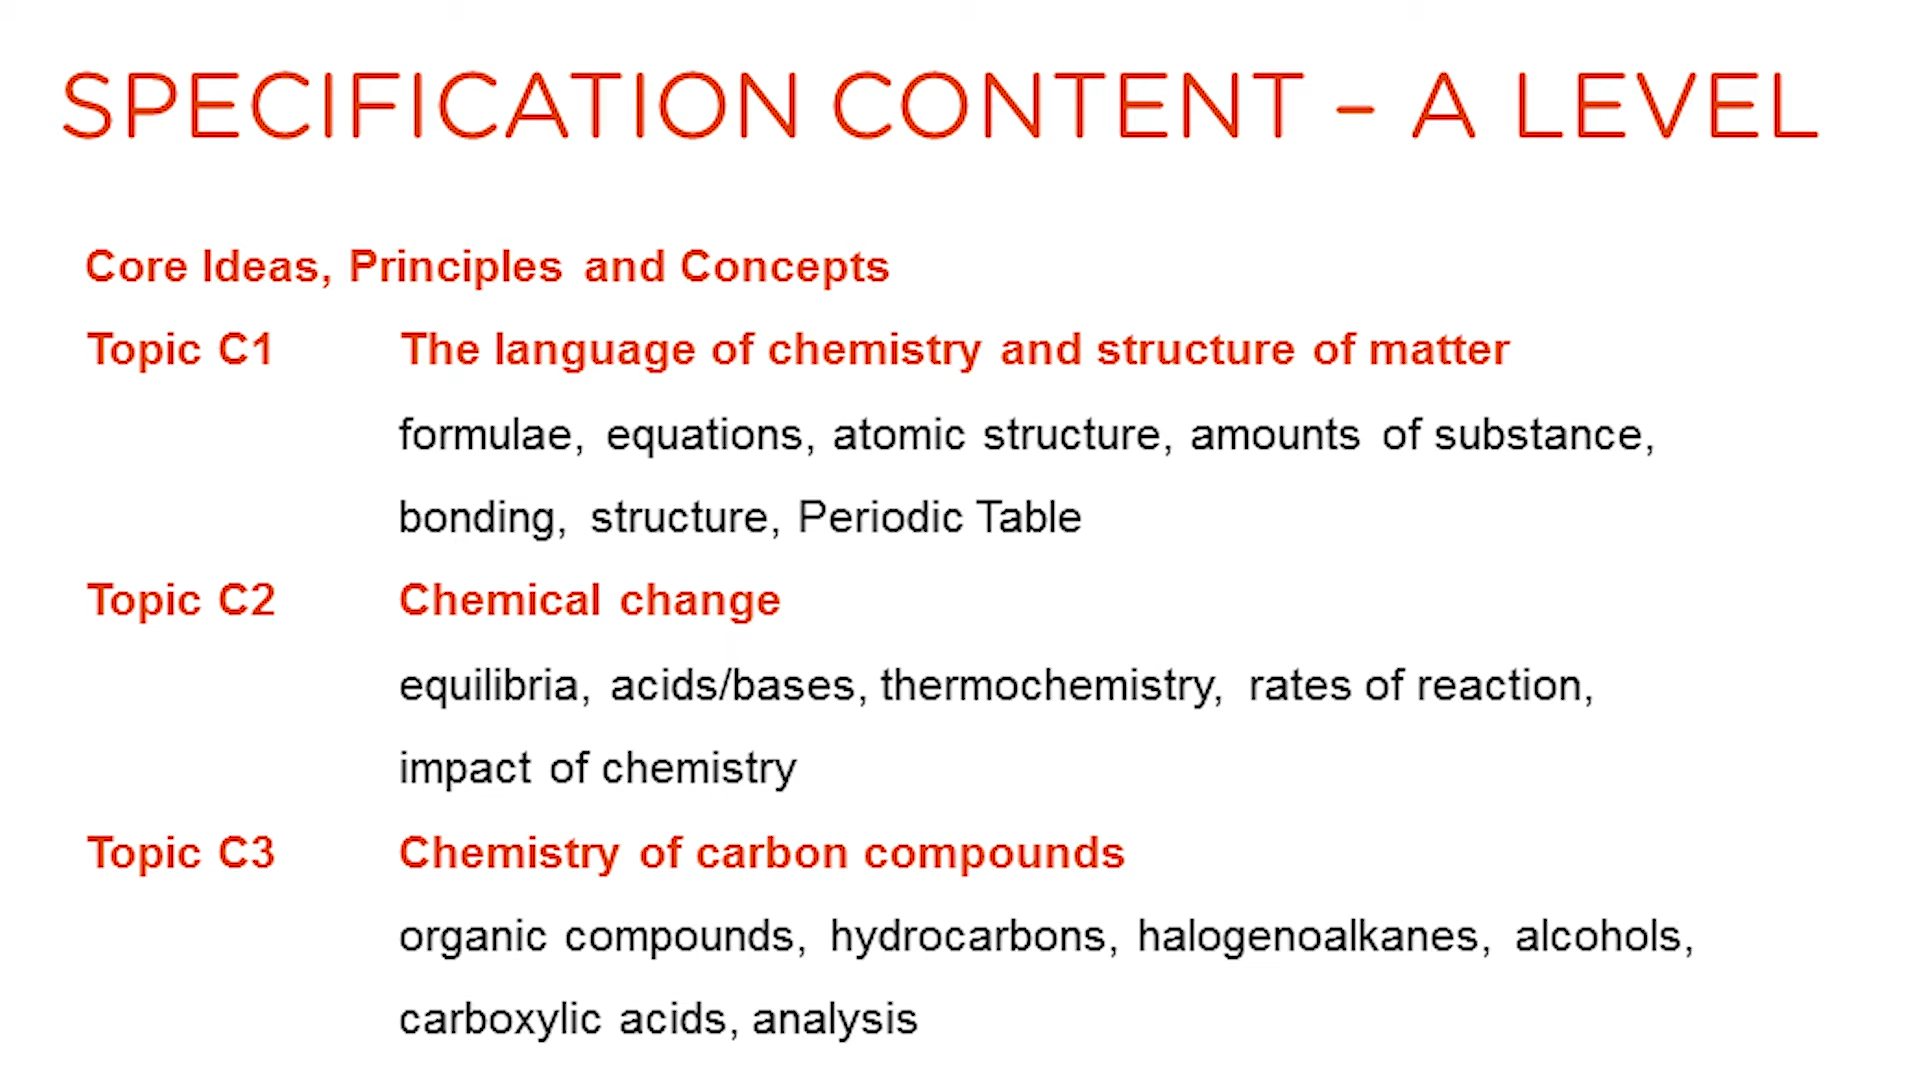 SPECIFICATION CONTENT – A LEVEL
Core Ideas, Principles and Concepts
Topic C1 The language of chemistry and structure of matter
formulae, equations, atomic structure, amounts of substance,
bonding, structure, Periodic Table
Topic C2 Chemical change
equilibria, acids/bases, thermochemistry, rates of reaction,
impact of chemistry
Topic C3 Chemistry of carbon compounds
organic compounds, hydrocarbons, halogenoalkanes, alcohols,
carboxylic acids, analysis